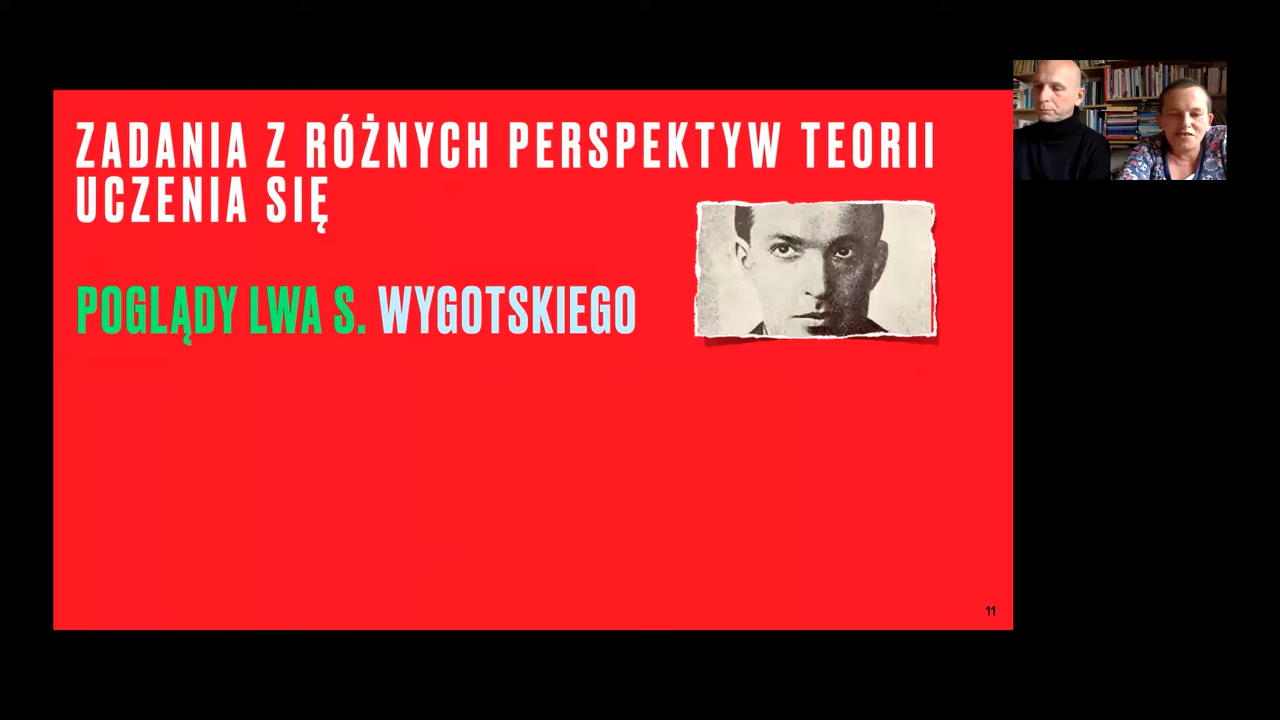 ZADANIA Z RÓŻNYCH PERSPEKTYW TEORII
UCZENIA SIĘ
POGLĄDY LWA S. WYGOTSKIEGO
11